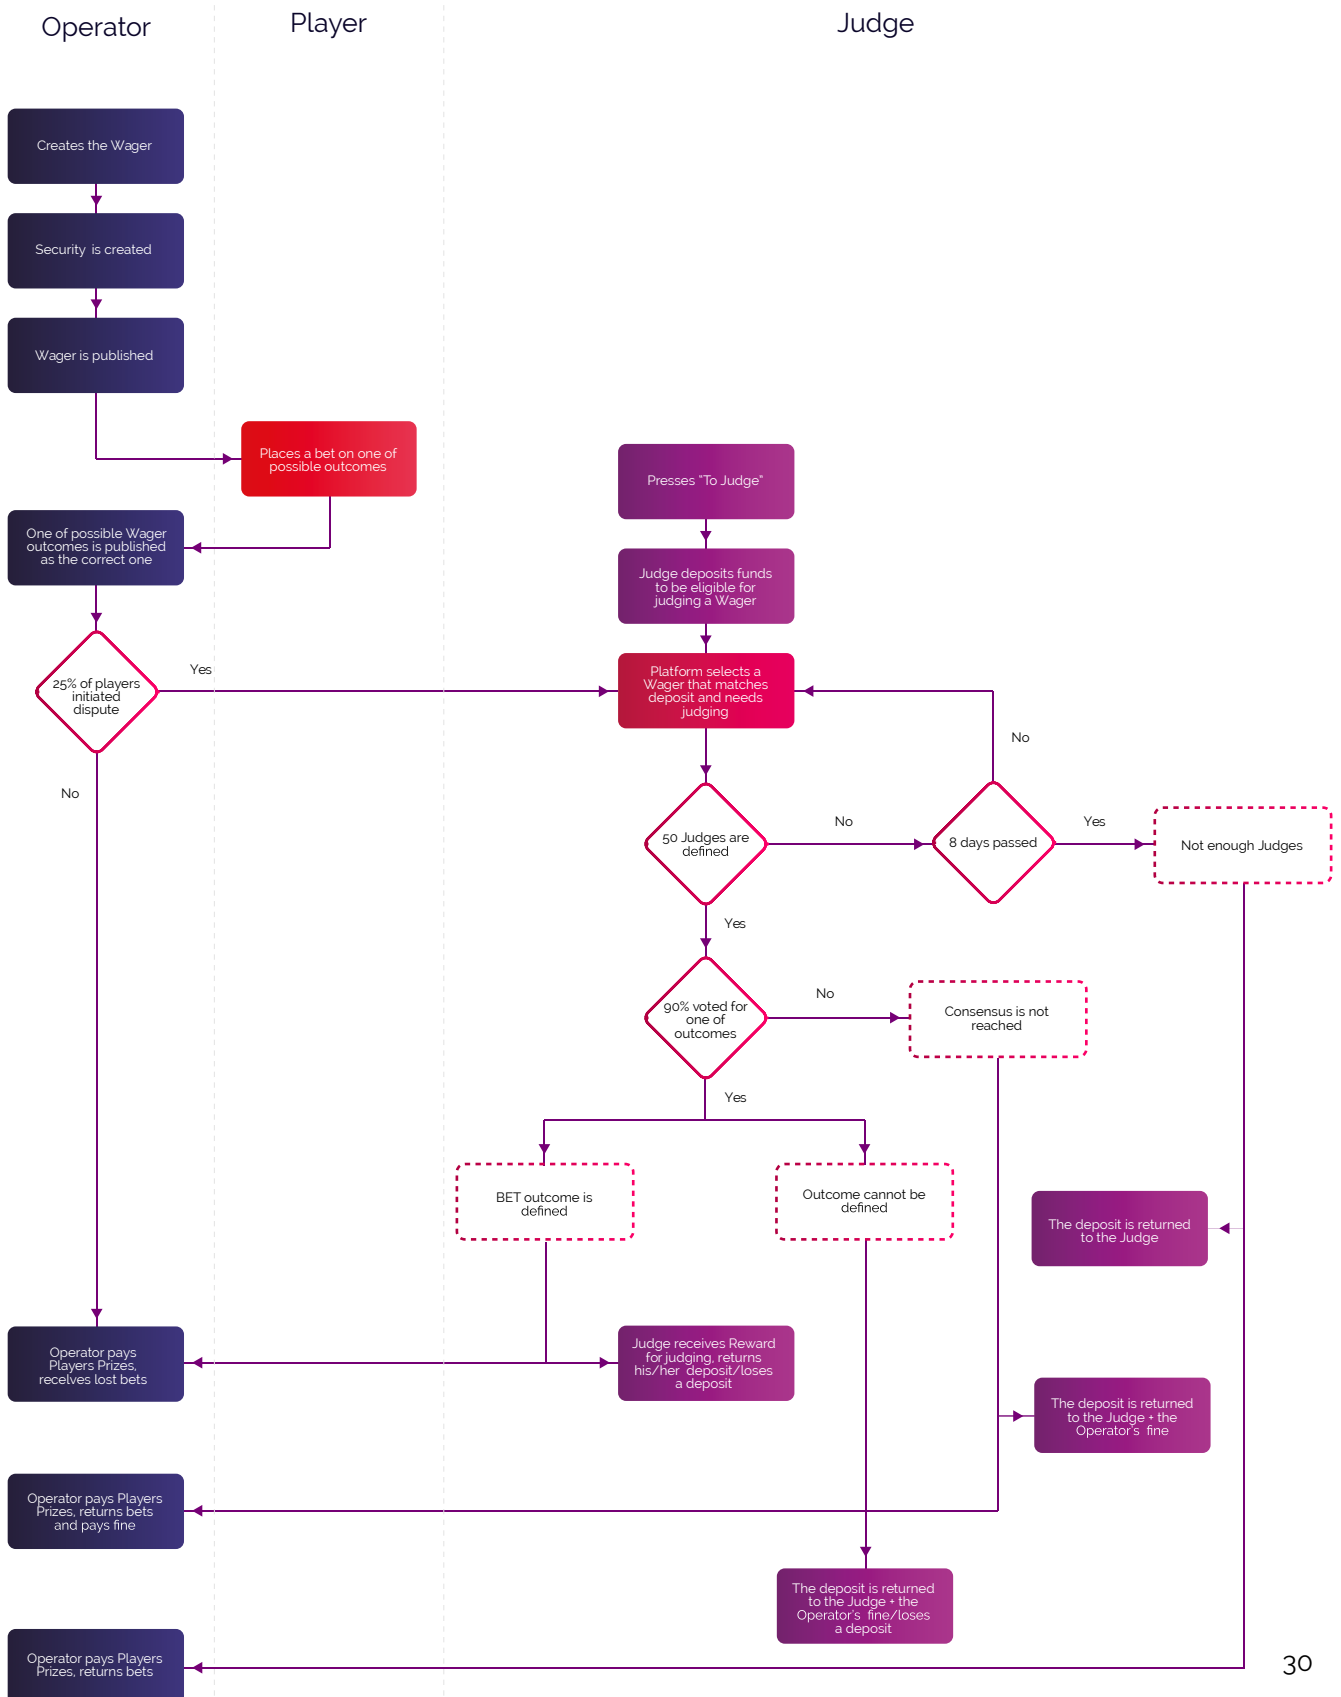 Operator
Player
Judge
Creates the Wager
Security is created
Wager is published
Places a bet on one of
possible outcomes
Presses "To Judge"
One of possible Wager
outcomes is published
as the correct one
Judge deposits funds
to be eligible for
judging a Wager
25% of players
initiated
dispute
Yes
Platform selects a
Wager that matches
deposit and needs
judging
No
No
50 Judges are
defined
No
8 days passed
Yes
Not enough Judges
Yes
90% voted for
one of
outcomes
No
Consensus is not
reached
Yes
BET outcome is
defined
Outcome cannot be
defined
The deposit is returned
to the Judge
Operator pays
Players Prizes,
receives lost bets
Judge receives Reward
for judging, returns
his/her deposit/loses
a deposit
The deposit is returned
to the Judge + the
Operator's fine
Operator pays Players
Prizes, returns bets
and pays fine
The deposit is returned
to the Judge + the
Operator's fine/loses
a deposit
Operator pays Players
Prizes, returns bets
30